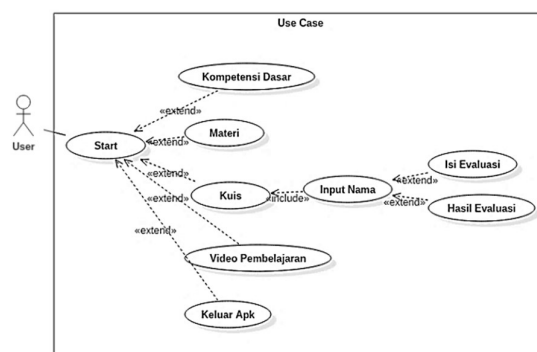 Use Case
Kompetensi Dasar
«extend»
User
Start
«extend»
Materi
«extend»
Kuis
«include»
Input Nama
«extend»
Isi Evaluasi
«extend»
Hasil Evaluasi
«extend»
Video Pembelajaran
«extend»
Keluar Apk